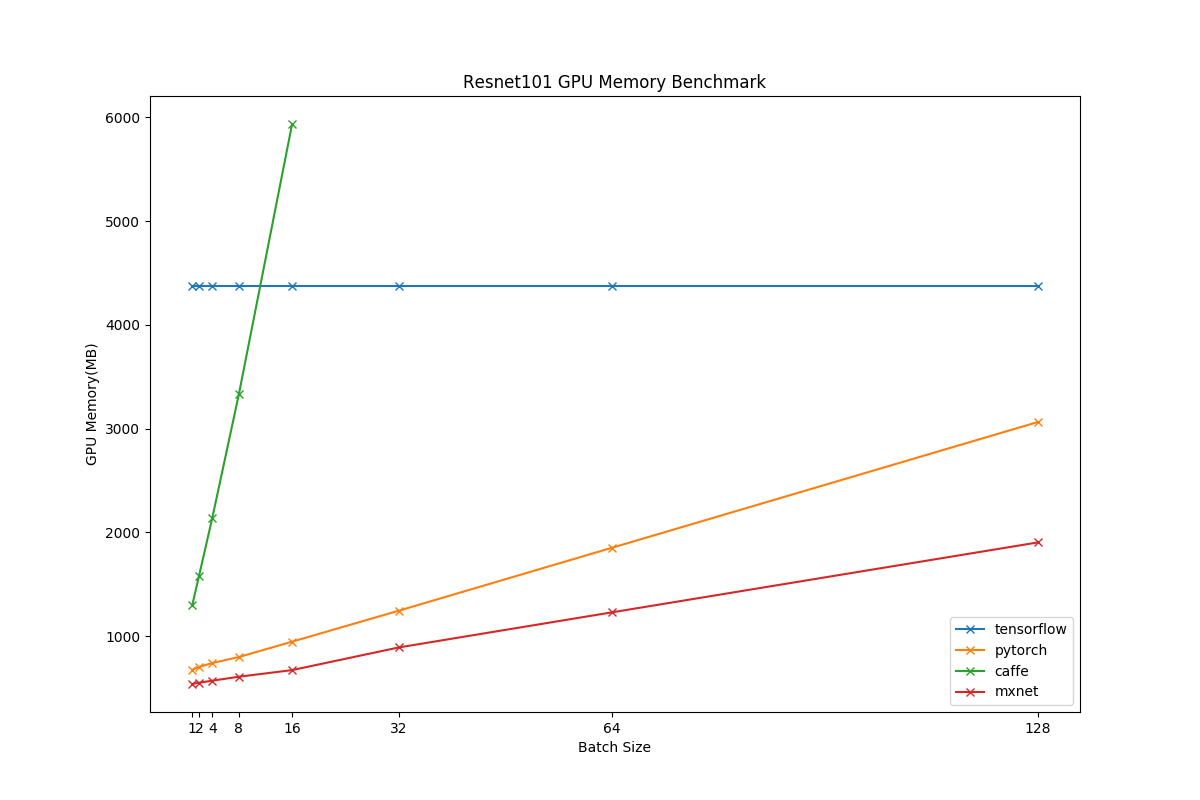 Resnet101 GPU Memory Benchmark
6000
5000
4000
3000
2000
1000
GPU Memory(MB)
1 2 4 8 16 32 64 128
Batch Size
tensorflow
pytorch
caffe
mxnet